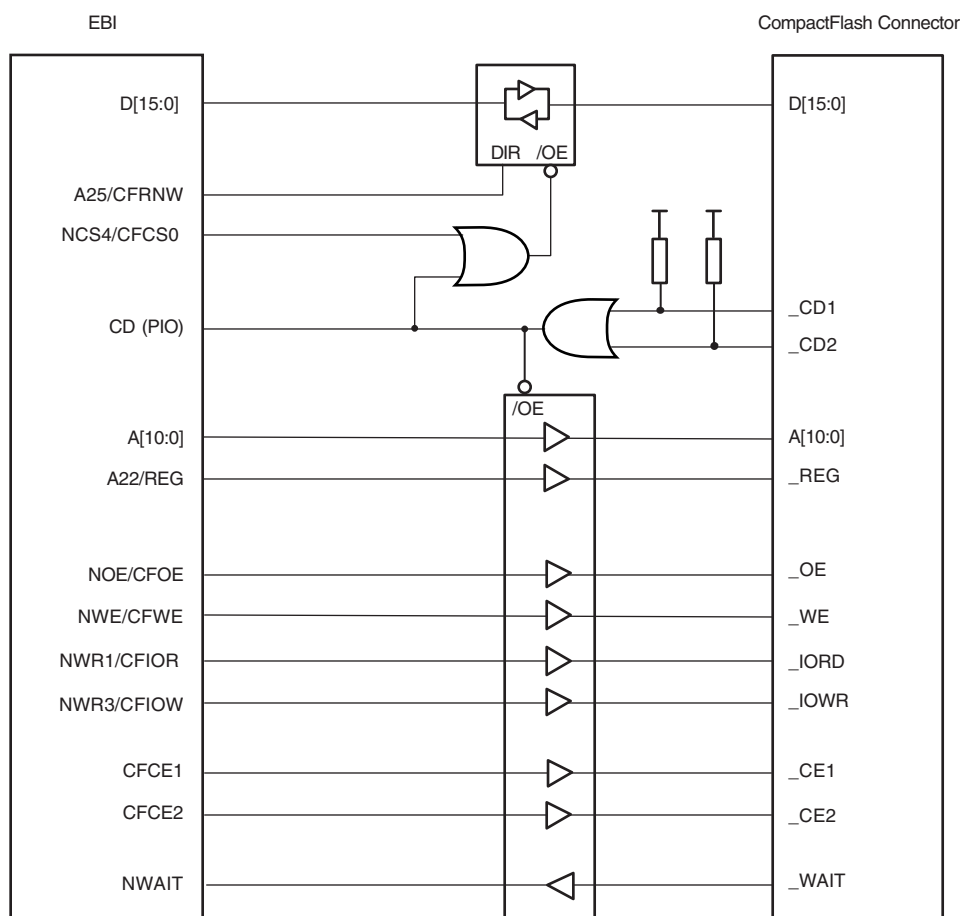 EBI CompactFlash Connector
D[15:0] D[15:0]
DIR /OE
A25/CFRNW
NCS4/CFCS0
_CD1
CD (PIO)
_CD2
/OE
A[10:0] A[10:0]
A22/REG _REG
NOE/CFOE _OE
NWE/CFWE _WE
NWR1/CFIOR _IORD
NWR3/CFIOW _IOWR
CFCE1 _CE1
CFCE2 _CE2
NWAIT _WAIT